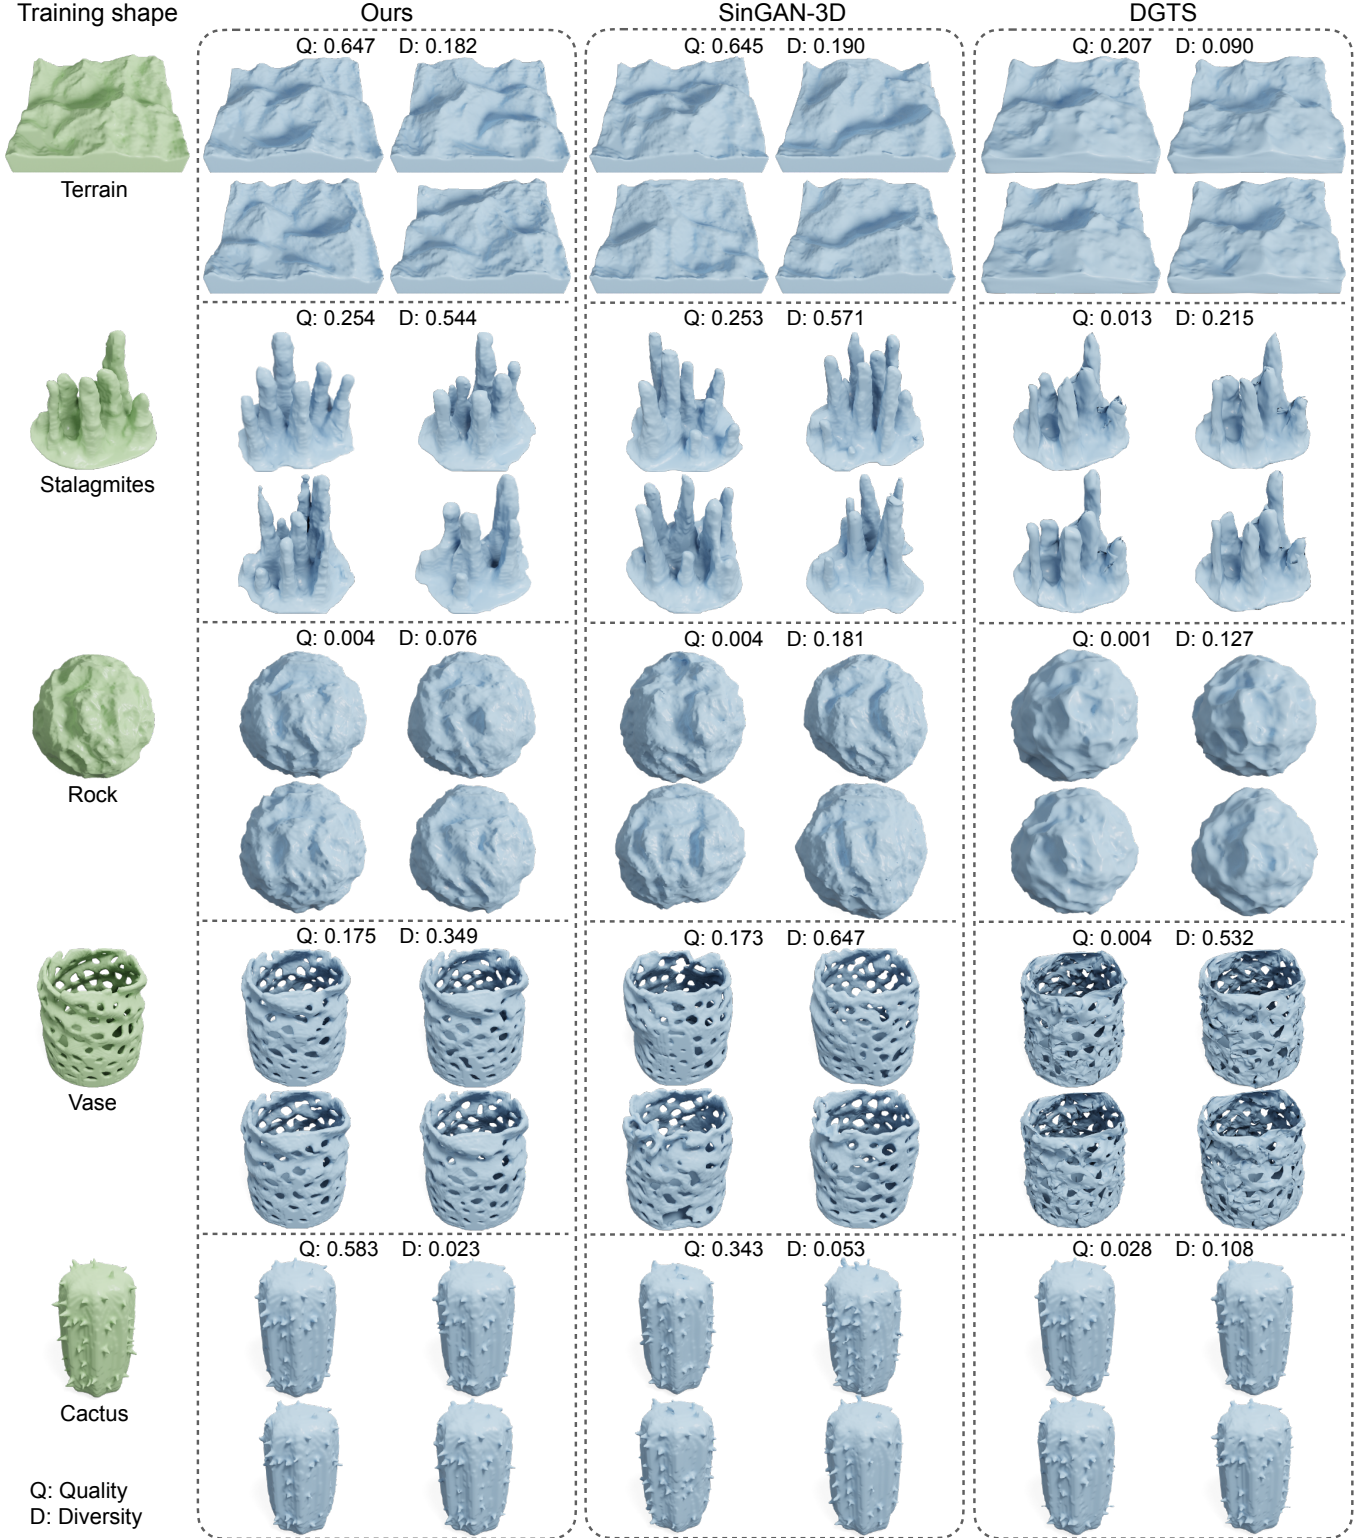 Training shape
Ours
SinGAN-3D
DGTS
Q: 0.647 D: 0.182
Q: 0.645 D: 0.190
Q: 0.207 D: 0.090
Terrain
Q: 0.254 D: 0.544
Q: 0.253 D: 0.571
Q: 0.013 D: 0.215
Stalagmites
Q: 0.004 D: 0.076
Q: 0.004 D: 0.181
Q: 0.001 D: 0.127
Rock
Q: 0.175 D: 0.349
Q: 0.173 D: 0.647
Q: 0.004 D: 0.532
Vase
Q: 0.583 D: 0.023
Q: 0.343 D: 0.053
Q: 0.028 D: 0.108
Cactus
Q: Quality
D: Diversity